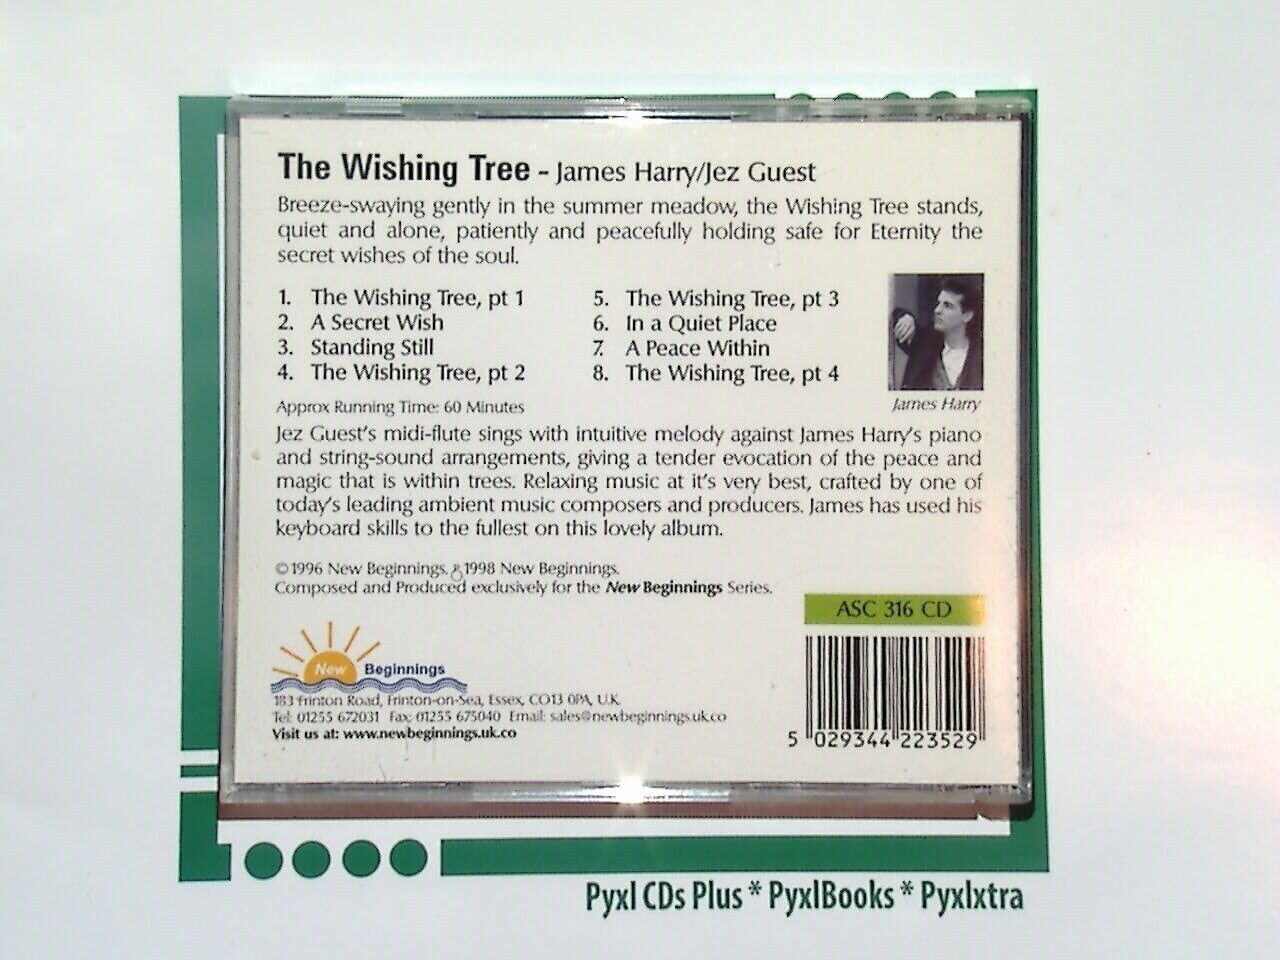 The Wishing Tree - James Harry/Jez Guest
Breeze-swaying gently in the summer meadow, the Wishing Tree stands,
quiet and alone, patiently and peacefully holding safe for Eternity the
secret wishes of the soul.
1. The Wishing Tree, pt 1
2. A Secret Wish
3. Standing Still
4. The Wishing Tree, pt 2
5. The Wishing Tree, pt 3
6. In a Quiet Place
7. A Peace Within
8. The Wishing Tree, pt 4
James Harry
Approx Running Time: 60 Minutes
Jez Guest's midi-flute sings with intuitive melody against James Harry's piano
and string-sound arrangements, giving a tender evocation of the peace and
magic that is within trees. Relaxing music at it's very best, crafted by one of
today's leading ambient music composers and producers. James has used his
keyboard skills to the fullest on this lovely album.
©1996 New Beginnings. ℗1998 New Beginnings.
Composed and Produced exclusively for the New Beginnings Series.
ASC 316 CD
New Beginnings
183 Frinton Road, Frinton-on-Sea, Essex, CO13 0PA, U.K.
Tel: 01255 672031 Fax: 01255 675040 Email: sales@newbeginnings.uk.co
Visit us at: www.newbeginnings.uk.co
5 029344 223529
Pyxl CDs Plus * PyxlBooks * Pyxlxtra